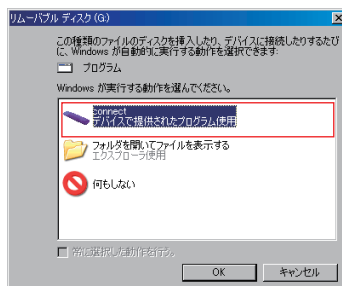 リムーバブル ディスク (G:)
この種類のファイルのディスクを挿入したり、デバイスに接続したりするたび
に、Windows が自動的に実行する動作を選択できます:
プログラム
Windows が実行する動作を選んでください。
connect
デバイスで提供されたプログラム使用
フォルダを開いてファイルを表示する
エクスプローラ使用
何もしない
常に選択した動作を行う。
OK
キャンセル